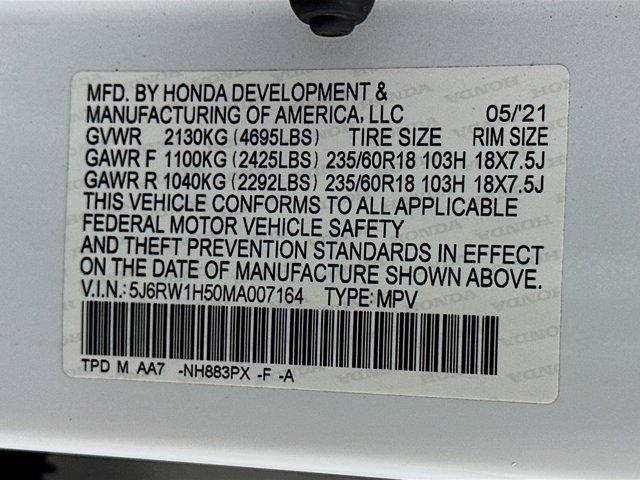 MFD. BY HONDA DEVELOPMENT &
MANUFACTURING OF AMERICA, LLC 05/'21
GVWR 2130KG (4695LBS) TIRE SIZE RIM SIZE
GAWR F 1100KG (2425LBS) 235/60R18 103H 18X7.5J
GAWR R 1040KG (2292LBS) 235/60R18 103H 18X7.5J
THIS VEHICLE CONFORMS TO ALL APPLICABLE
FEDERAL MOTOR VEHICLE SAFETY
AND THEFT PREVENTION STANDARDS IN EFFECT
ON THE DATE OF MANUFACTURE SHOWN ABOVE.
V.I.N.:5J6RW1H50MA007164 TYPE:MPV
TPD M AA7 -NH883PX -F -A